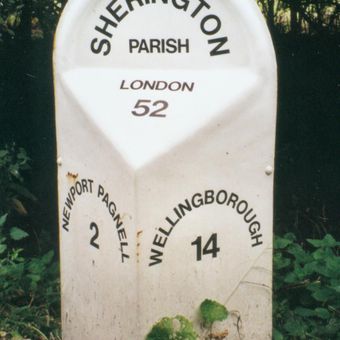 SHERINGTON
PARISH
LONDON
52
NEWPORT PAGNELL
2
WELLINGBOROUGH
14